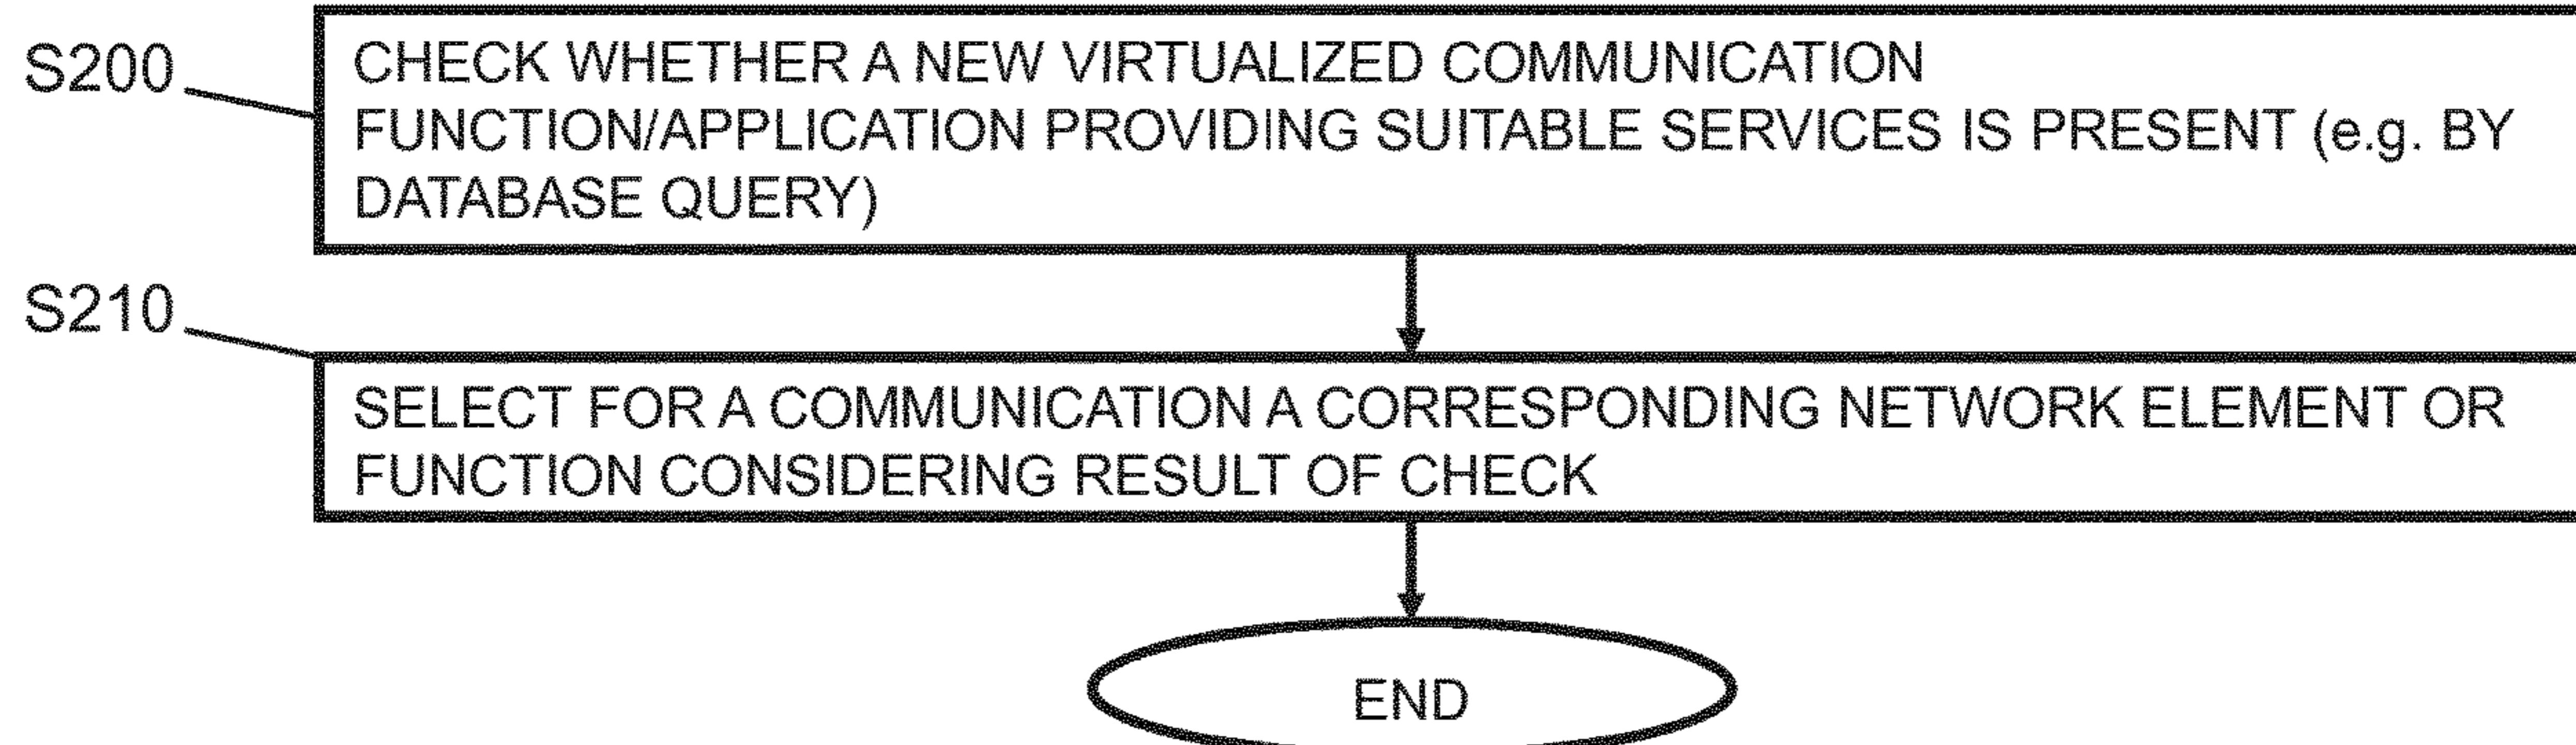 S200
CHECK WHETHER A NEW VIRTUALIZED COMMUNICATION
FUNCTION/APPLICATION PROVIDING SUITABLE SERVICES IS PRESENT (e.g. BY
DATABASE QUERY)
S210
SELECT FOR A COMMUNICATION A CORRESPONDING NETWORK ELEMENT OR
FUNCTION CONSIDERING RESULT OF CHECK
END